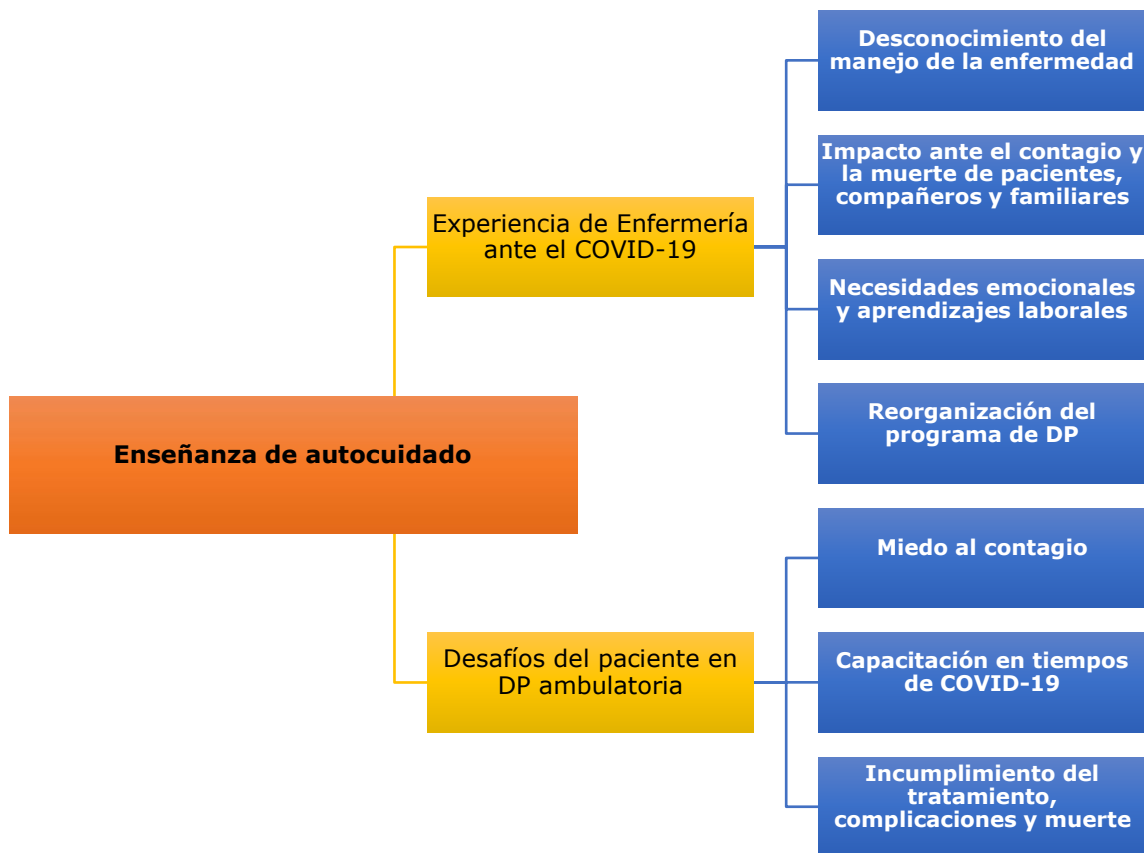 Enseñanza de autocuidado
Experiencia de Enfermería
ante el COVID-19
Desconocimiento del
manejo de la enfermedad
Impacto ante el contagio y
la muerte de pacientes,
compañeros y familiares
Necesidades emocionales
y aprendizajes laborales
Reorganización del
programa de DP
Desafíos del paciente en
DP ambulatoria
Miedo al contagio
Capacitación en tiempos
de COVID-19
Incumplimiento del
tratamiento,
complicaciones y muerte